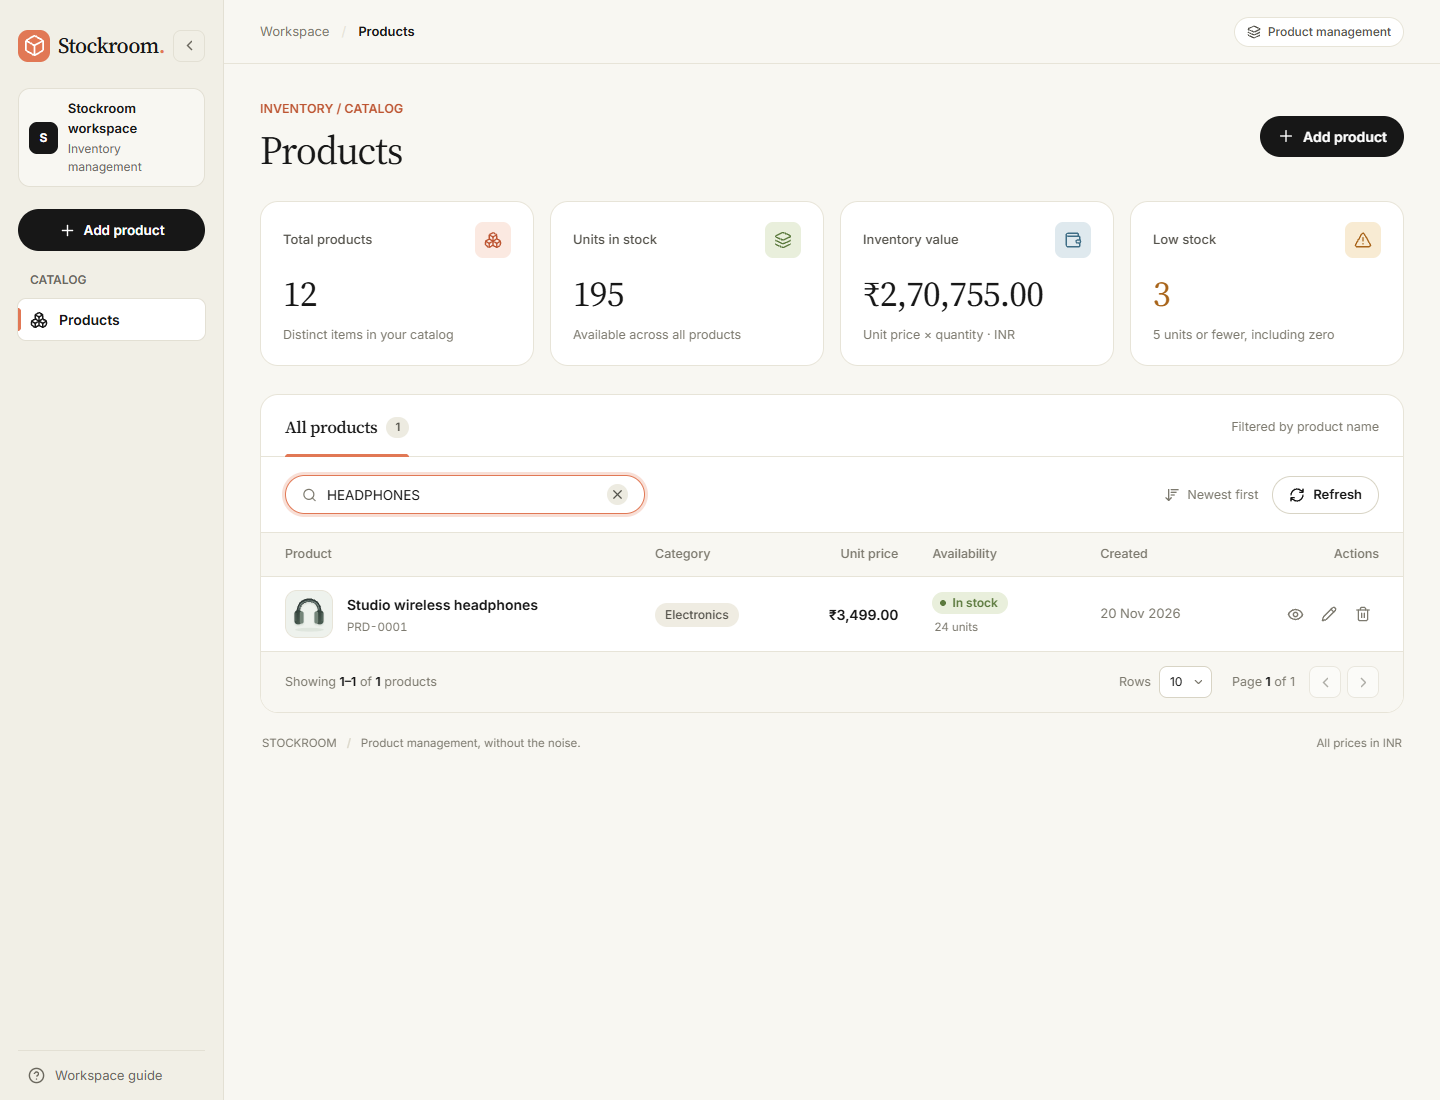 Stockroom.
Stockroom
workspace
S
Inventory
management
Add product
CATALOG
Products
Workspace guide
Workspace / Products
Product management
INVENTORY / CATALOG
Products
Add product
Total products
12
Distinct items in your catalog
Units in stock
195
Available across all products
Inventory value
₹2,70,755.00
Unit price × quantity · INR
Low stock
3
5 units or fewer, including zero
All products 1
Filtered by product name
HEADPHONES
Newest first
Refresh
Product Category Unit price Availability Created Actions
Studio wireless headphones
PRD-0001
Electronics
₹3,499.00
In stock
24 units
20 Nov 2026
Showing 1–1 of 1 products
Rows 10 Page 1 of 1
STOCKROOM / Product management, without the noise.
All prices in INR